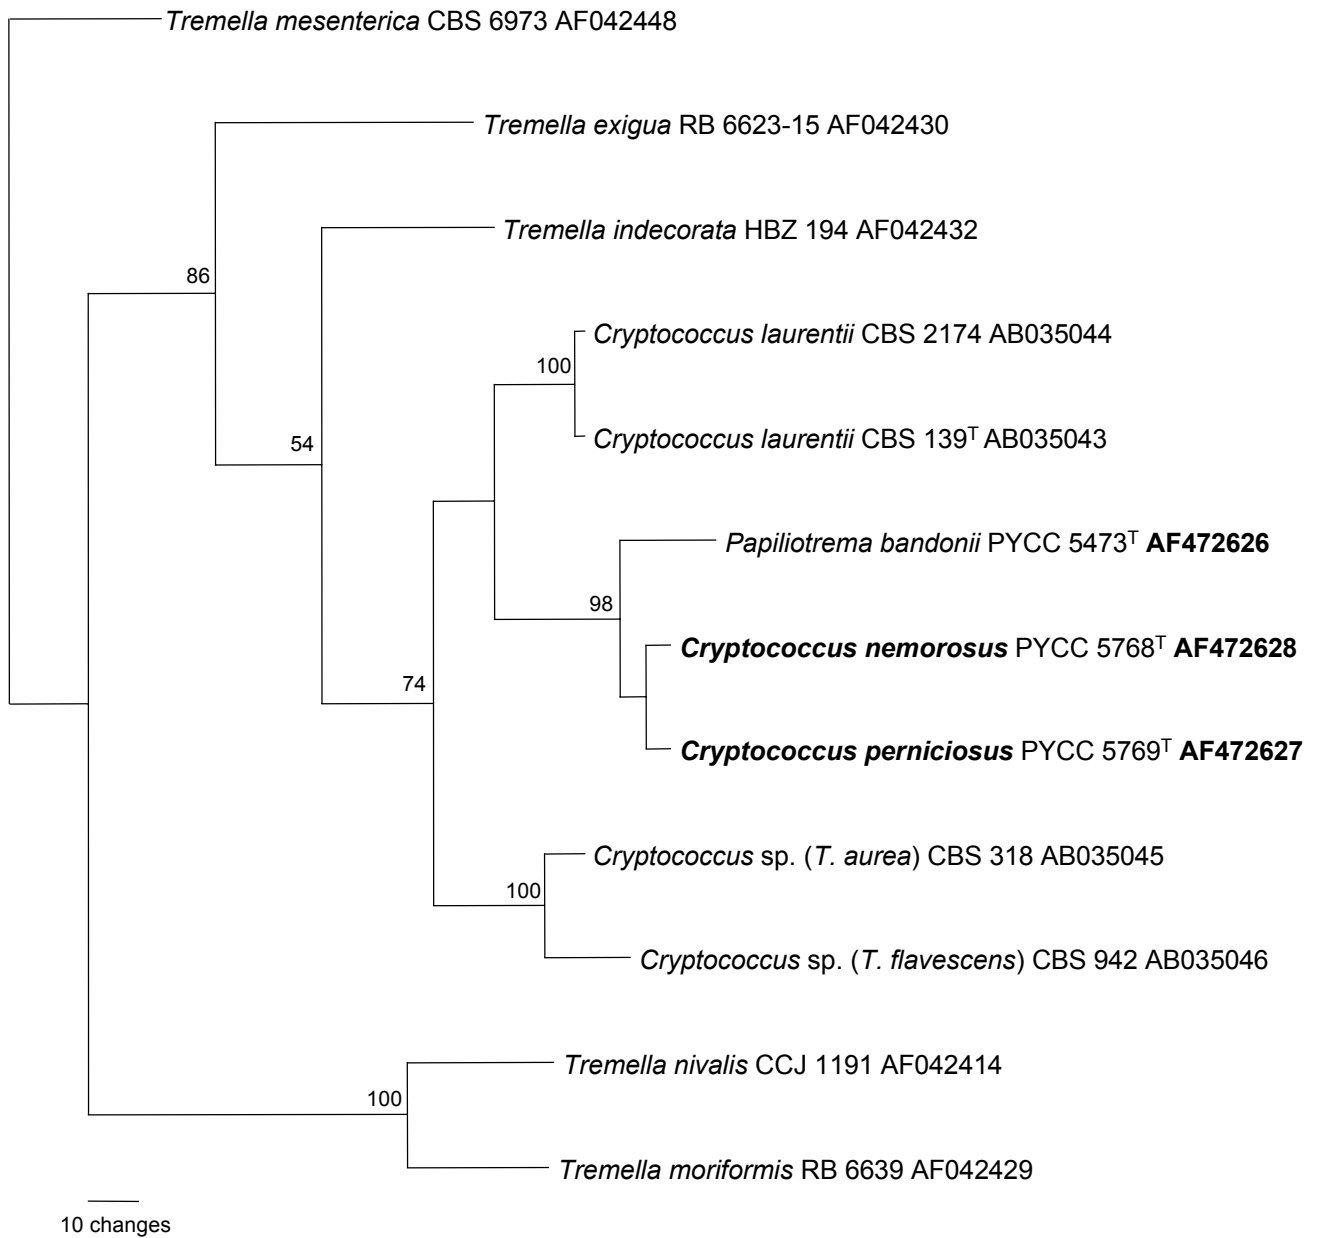 Tremella mesenterica CBS 6973 AF042448
Tremella exigua RB 6623-15 AF042430
Tremella indecorata HBZ 194 AF042432
86
Cryptococcus laurentii CBS 2174 AB035044
100
54
Cryptococcus laurentii CBS 139ᵀ AB035043
Papiliotrema bandonii PYCC 5473ᵀ AF472626
98
Cryptococcus nemorosus PYCC 5768ᵀ AF472628
74
Cryptococcus perniciosus PYCC 5769ᵀ AF472627
Cryptococcus sp. (T. aurea) CBS 318 AB035045
100
Cryptococcus sp. (T. flavescens) CBS 942 AB035046
Tremella nivalis CCJ 1191 AF042414
100
Tremella moriformis RB 6639 AF042429
10 changes